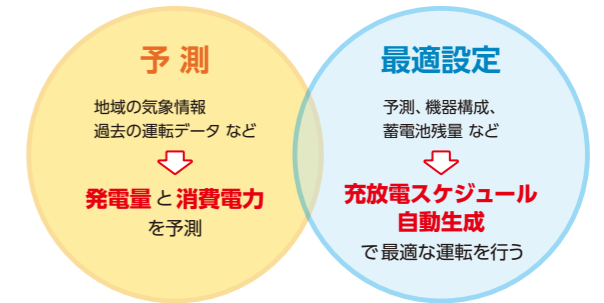 予測
地域の気象情報
過去の運転データ など
発電量と消費電力
を予測
最適設定
予測、機器構成、
蓄電池残量 など
充放電スケジュール
自動生成
で最適な運転を行う